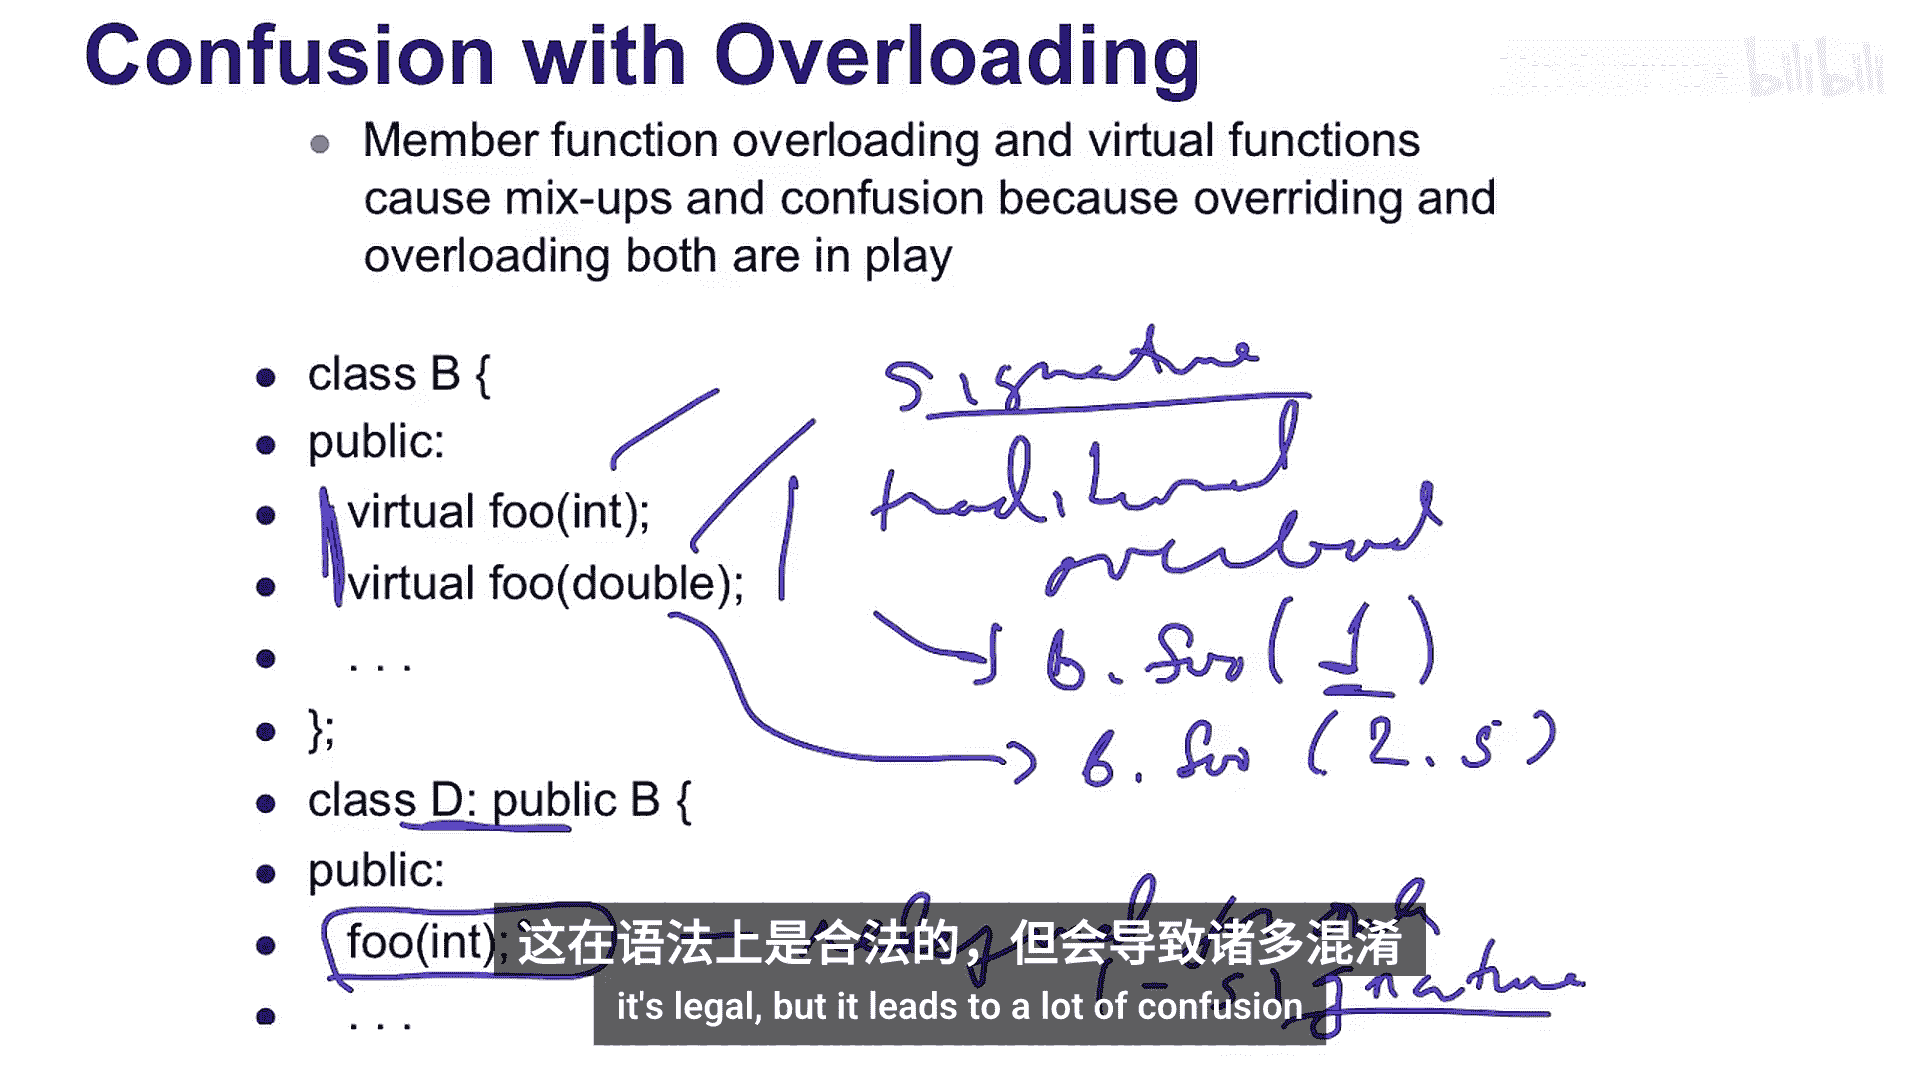 Confusion with Overloading
bilibili
Member function overloading and virtual functions
cause mix-ups and confusion because overriding and
overloading both are in play
class B {
signature
public:
traditional
virtual foo(int);
overload
virtual foo(double);
. . .
b. foo ( 1 )
};
b. foo ( 2.5 )
class D: public B {
public:
foo(int);
这在语法上是合法的，但会导致诸多混淆
signature
it's legal, but it leads to a lot of confusion
. . .